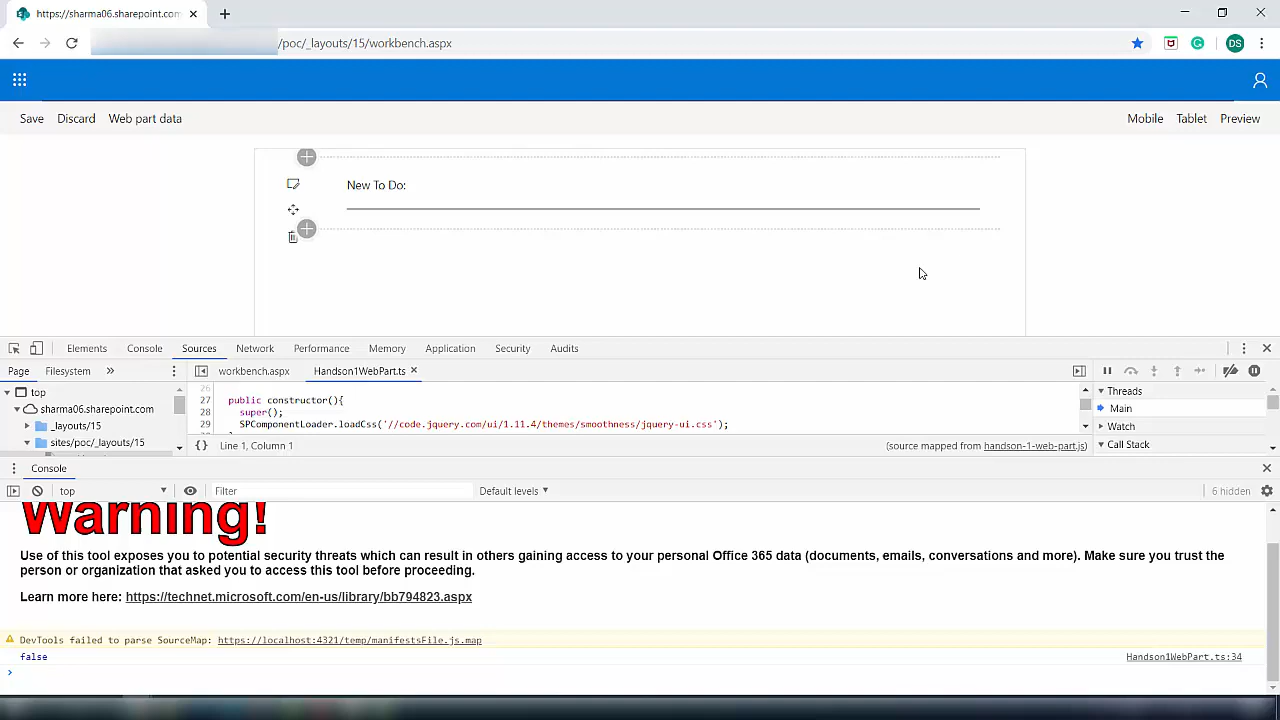 https://sharma06.sharepoint.com
/poc/_layouts/15/workbench.aspx
DS
Save Discard Web part data Mobile Tablet Preview
New To Do:
Elements Console Sources Network Performance Memory Application Security Audits
Page Filesystem » workbench.aspx Handson1WebPart.ts
top
sharma06.sharepoint.com
_layouts/15
sites/poc/_layouts/15
26
27 public constructor(){
28 super();
29 SPComponentLoader.loadCss('//code.jquery.com/ui/1.11.4/themes/smoothness/jquery-ui.css');
{} Line 1, Column 1 (source mapped from handson-1-web-part.js)
Threads
Main
Watch
Call Stack
Console
top Filter Default levels 6 hidden
Warning!
Use of this tool exposes you to potential security threats which can result in others gaining access to your personal Office 365 data (documents, emails, conversations and more). Make sure you trust the
person or organization that asked you to access this tool before proceeding.
Learn more here: https://technet.microsoft.com/en-us/library/bb794823.aspx
DevTools failed to parse SourceMap: https://localhost:4321/temp/manifestsFile.js.map
false Handson1WebPart.ts:34